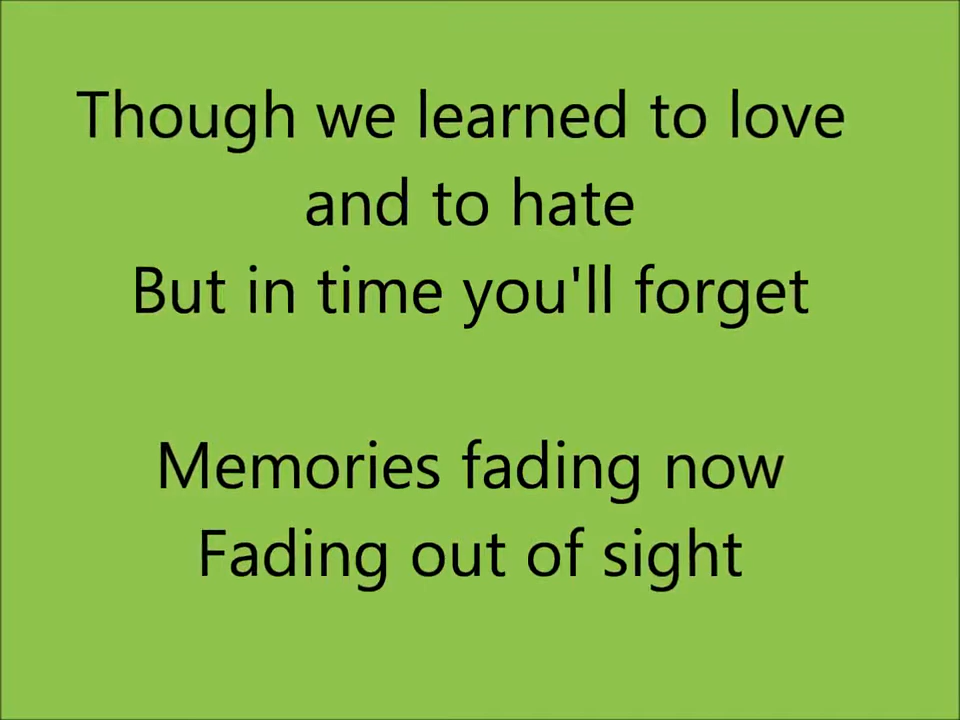 Though we learned to love
and to hate
But in time you'll forget
Memories fading now
Fading out of sight